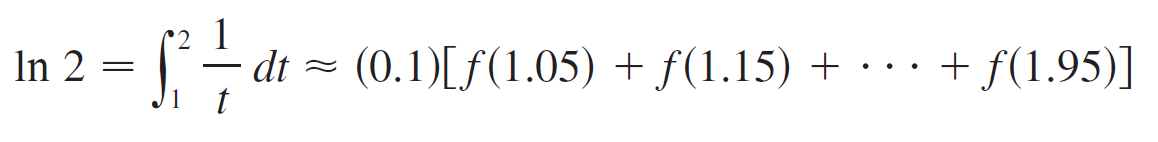 ln 2 = ∫₁² 1/t dt ≈ (0.1)[f(1.05) + f(1.15) + · · · + f(1.95)]